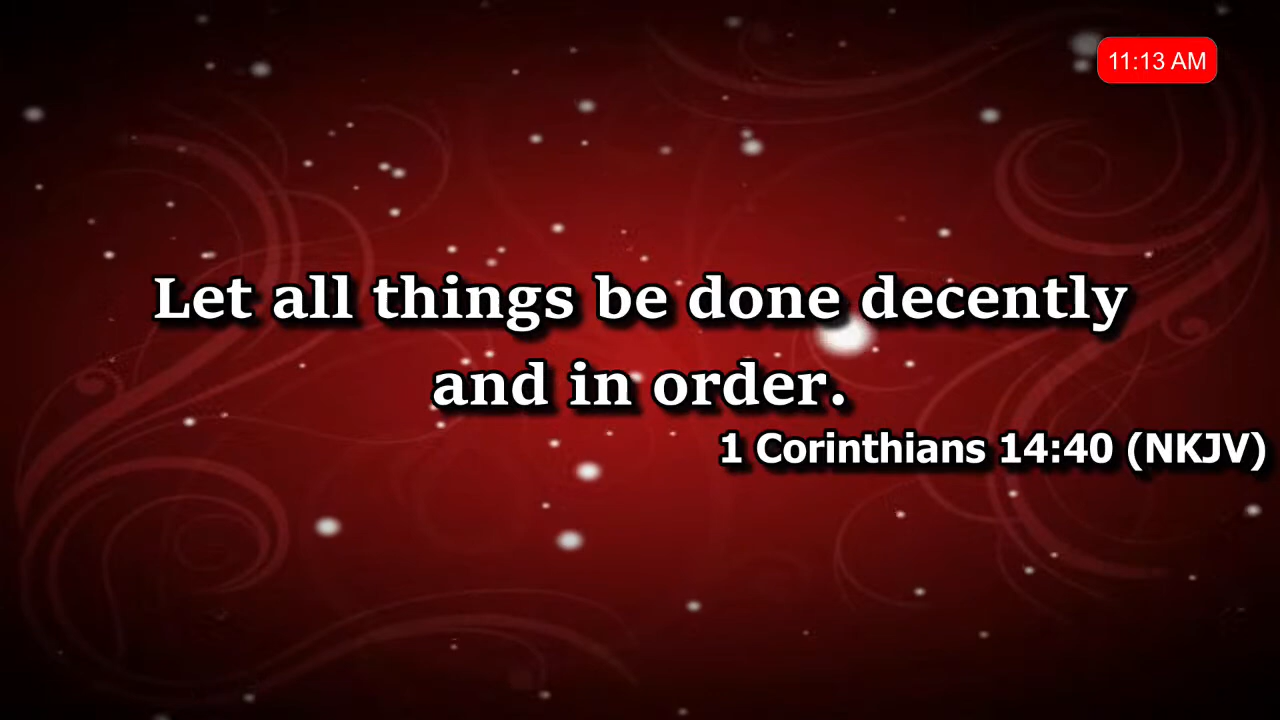 11:13 AM
Let all things be done decently
and in order.
1 Corinthians 14:40 (NKJV)